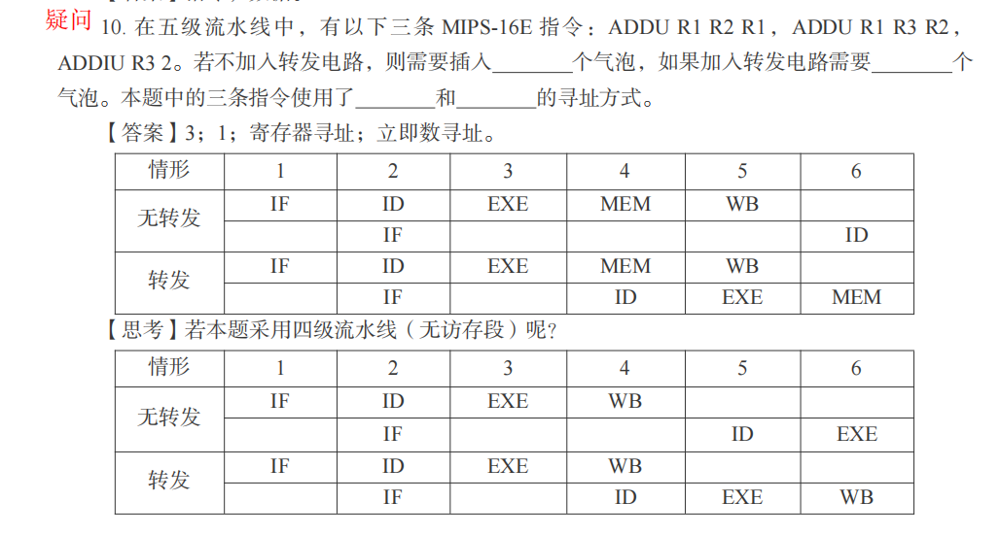 【答案】指令；数据。
疑问 10. 在五级流水线中，有以下三条 MIPS-16E 指令：ADDU R1 R2 R1，ADDU R1 R3 R2，
ADDIU R3 2。若不加入转发电路，则需要插入________个气泡，如果加入转发电路需要________个
气泡。本题中的三条指令使用了________和________的寻址方式。
【答案】3；1；寄存器寻址；立即数寻址。
情形 1 2 3 4 5 6
无转发 IF ID EXE MEM WB
IF ID
转发 IF ID EXE MEM WB
IF ID EXE MEM
【思考】若本题采用四级流水线（无访存段）呢？
情形 1 2 3 4 5 6
无转发 IF ID EXE WB
IF ID EXE
转发 IF ID EXE WB
IF ID EXE WB